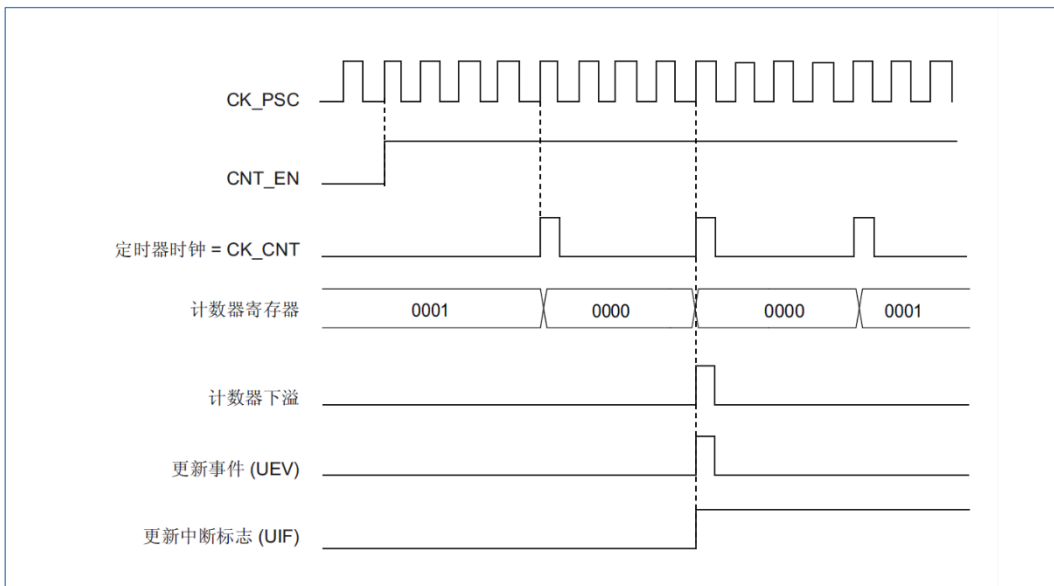 CK_PSC
CNT_EN
定时器时钟 = CK_CNT
计数器寄存器 0001 0000 0000 0001
计数器下溢
更新事件 (UEV)
更新中断标志 (UIF)